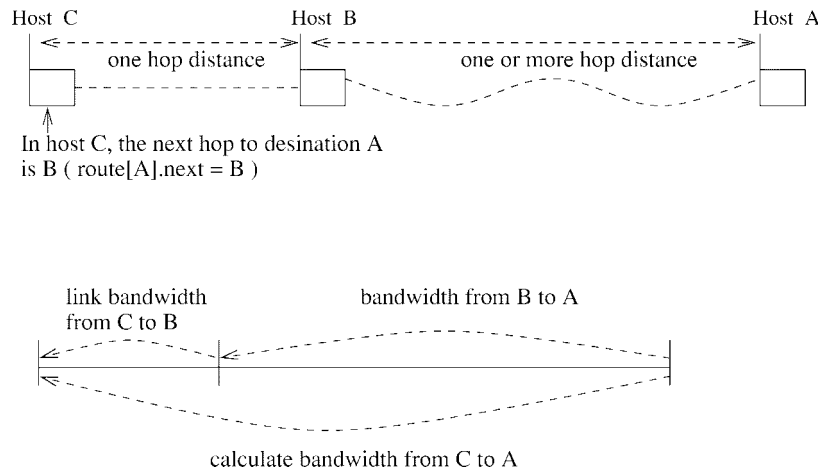 Host C
Host B
Host A
one hop distance
one or more hop distance
In host C, the next hop to desination A
is B ( route[A].next = B )
link bandwidth
from C to B
bandwidth from B to A
calculate bandwidth from C to A